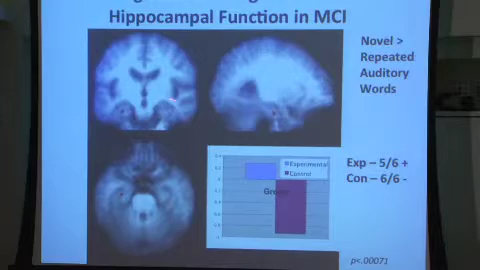 Hippocampal Function in MCI
Novel >
Repeated
Auditory
Words
Experimental
Control
Group
Exp – 5/6 +
Con – 6/6 -
p<.00071